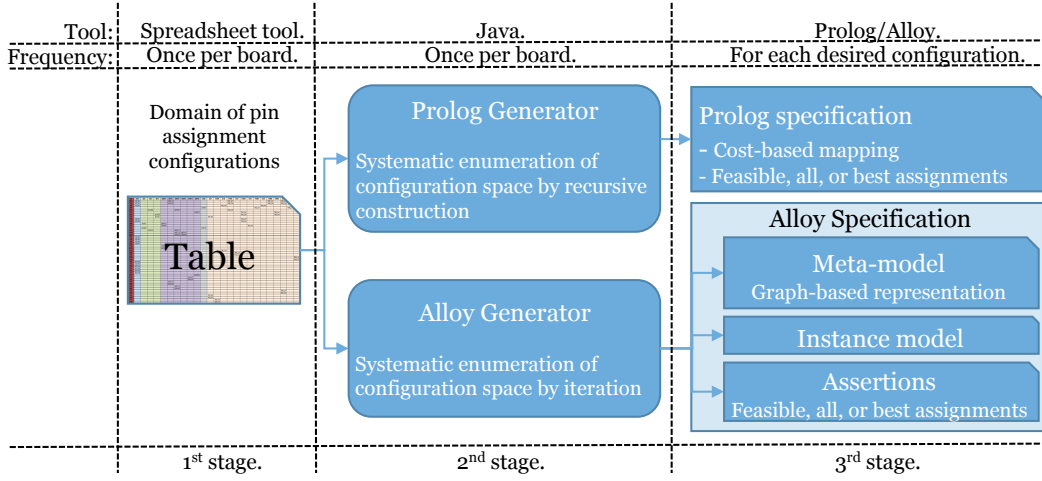 Tool: Spreadsheet tool. Java. Prolog/Alloy.
Frequency: Once per board. Once per board. For each desired configuration.
Domain of pin
assignment
configurations
Table
Prolog Generator
Systematic enumeration of
configuration space by recursive
construction
Alloy Generator
Systematic enumeration of
configuration space by iteration
Prolog specification
- Cost-based mapping
- Feasible, all, or best assignments
Alloy Specification
Meta-model
Graph-based representation
Instance model
Assertions
Feasible, all, or best assignments
1st stage. 2nd stage. 3rd stage.